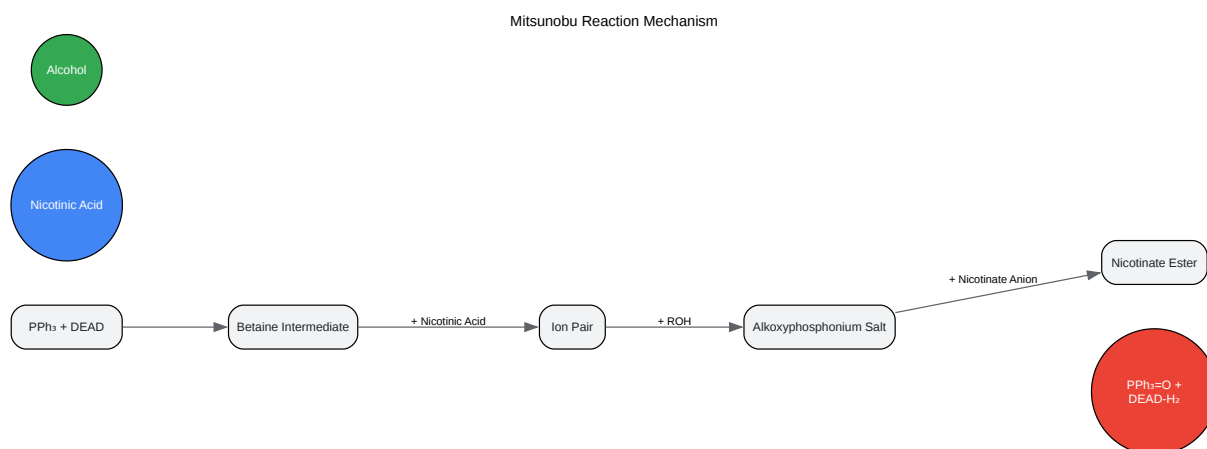 Mitsunobu Reaction Mechanism
Alcohol
Nicotinic Acid
PPh₃ + DEAD
Betaine Intermediate
+ Nicotinic Acid
Ion Pair
+ ROH
Alkoxyphosphonium Salt
+ Nicotinate Anion
Nicotinate Ester
PPh₃=O +
DEAD-H₂